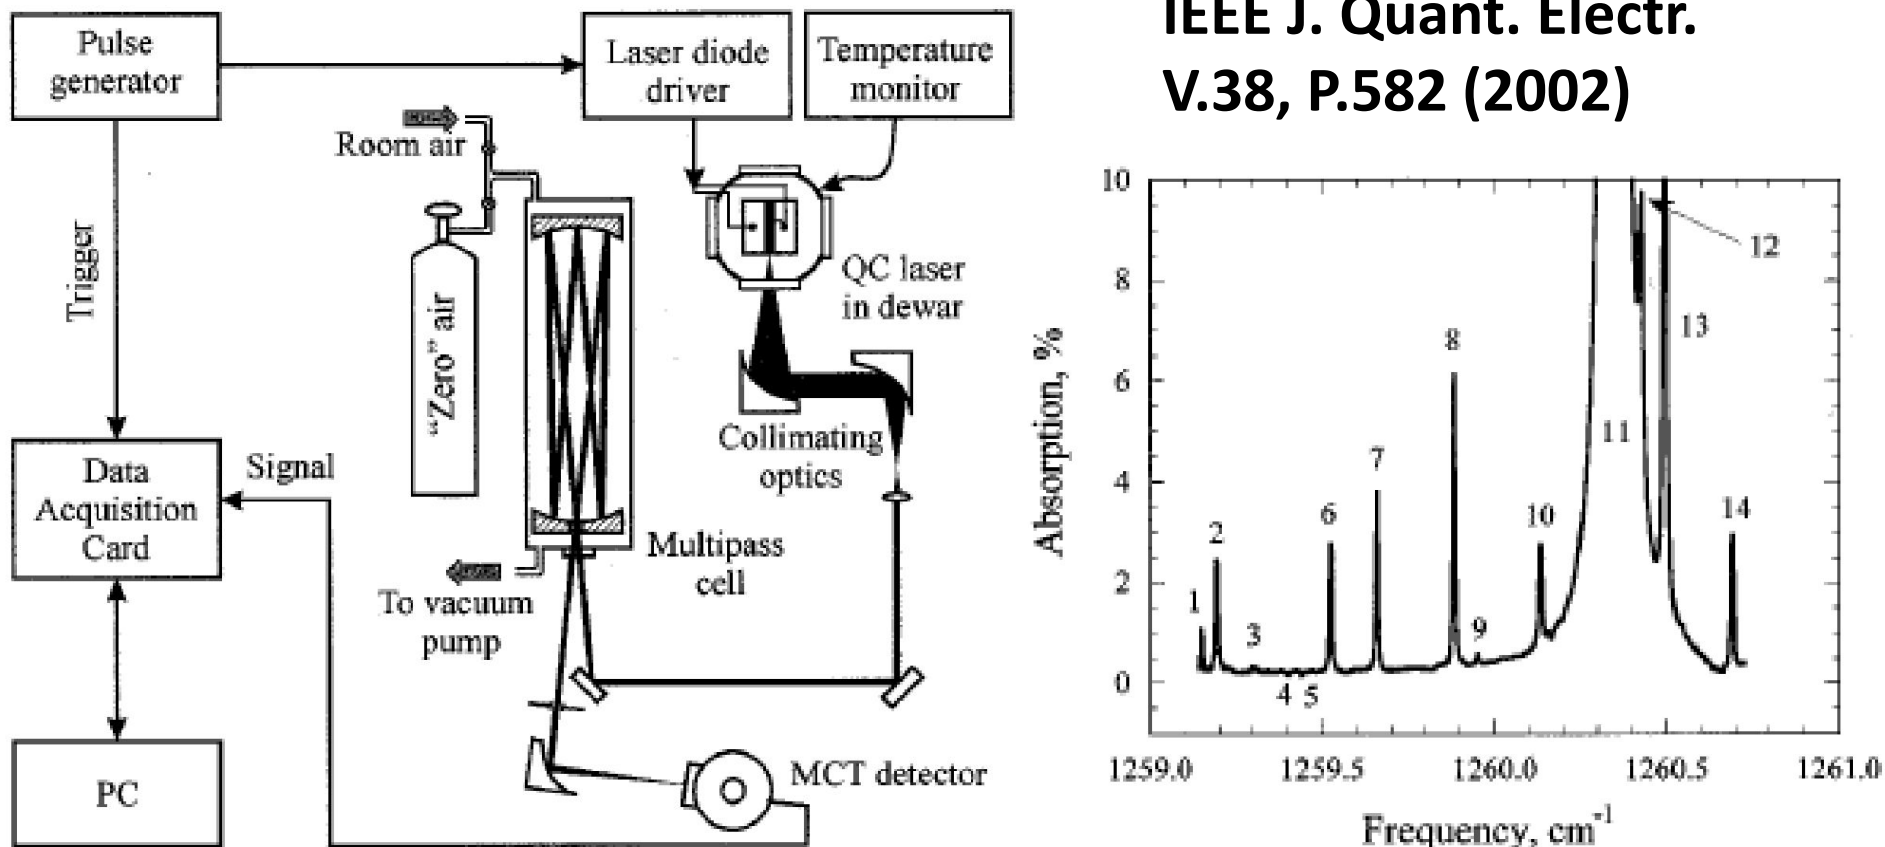 Pulse
generator
Laser diode
driver
Temperature
monitor
IEEE J. Quant. Electr.
V.38, P.582 (2002)
Room air
Trigger
"Zero" air
QC laser
in dewar
Collimating
optics
Data
Acquisition
Card
Signal
Multipass
cell
To vacuum
pump
PC
MCT detector
Absorption, %
10
8
6
4
2
0
1
2
3
4 5
6
7
8
9
10
11
12
13
14
1259.0 1259.5 1260.0 1260.5 1261.0
Frequency, cm⁻¹